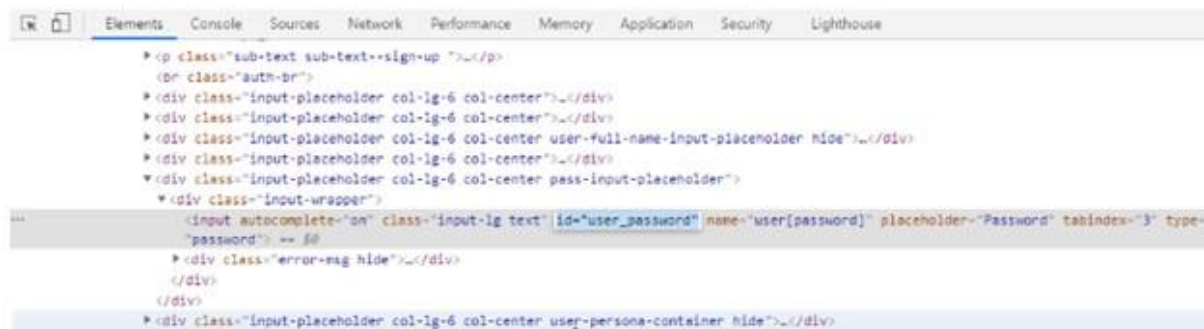 Elements Console Sources Network Performance Memory Application Security Lighthouse
<p class="sub-text sub-text--sign-up ">…</p>
<br class="auth-br">
<div class="input-placeholder col-lg-6 col-center">…</div>
<div class="input-placeholder col-lg-6 col-center">…</div>
<div class="input-placeholder col-lg-6 col-center user-full-name-input-placeholder hide">…</div>
<div class="input-placeholder col-lg-6 col-center">…</div>
<div class="input-placeholder col-lg-6 col-center pass-input-placeholder">
<div class="input-wrapper">
<input autocomplete="on" class="input-lg text" id="user_password" name="user[password]" placeholder="Password" tabindex="3" type=
"password"> == $0
<div class="error-msg hide">…</div>
</div>
</div>
<div class="input-placeholder col-lg-6 col-center user-persona-container hide">…</div>